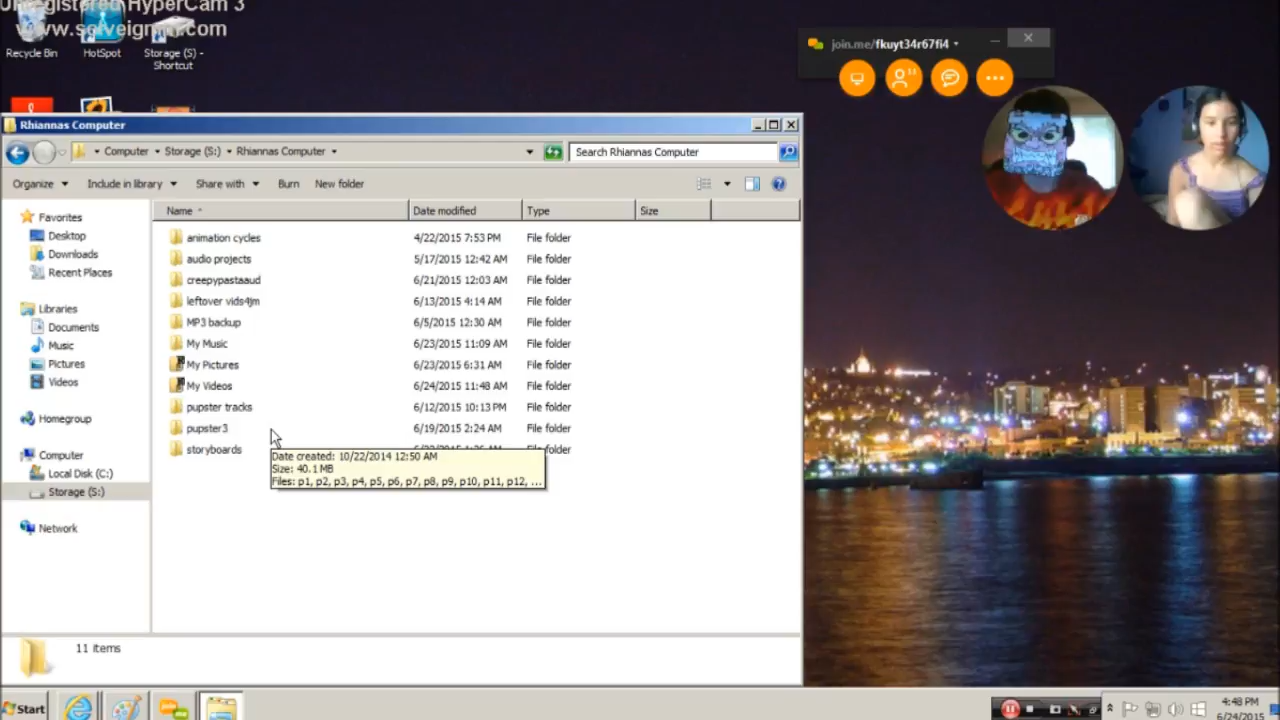 Unregistered HyperCam 3
www.solveigmm.com
Recycle Bin
HotSpot
Storage (S) - Shortcut
join.me/fkuyt34r67fi4
11
Rhiannas Computer
Computer Storage (S:) Rhiannas Computer
Search Rhiannas Computer
Organize Include in library Share with Burn New folder
Name Date modified Type Size
Favorites
Desktop
Downloads
Recent Places
Libraries
Documents
Music
Pictures
Videos
Homegroup
Computer
Local Disk (C:)
Storage (S:)
Network
animation cycles 4/22/2015 7:53 PM File folder
audio projects 5/17/2015 12:42 AM File folder
creepypastaaud 6/21/2015 12:03 AM File folder
leftover vids4jm 6/13/2015 4:14 AM File folder
MP3 backup 6/5/2015 12:30 AM File folder
My Music 6/23/2015 11:09 AM File folder
My Pictures 6/23/2015 6:31 AM File folder
My Videos 6/24/2015 11:48 AM File folder
pupster tracks 6/12/2015 10:13 PM File folder
pupster3 6/19/2015 2:24 AM File folder
storyboards File folder
Date created: 10/22/2014 12:50 AM
Size: 40.1 MB
Files: p1, p2, p3, p4, p5, p6, p7, p8, p9, p10, p11, p12, ...
11 items
Start
4:48 PM
6/24/2015